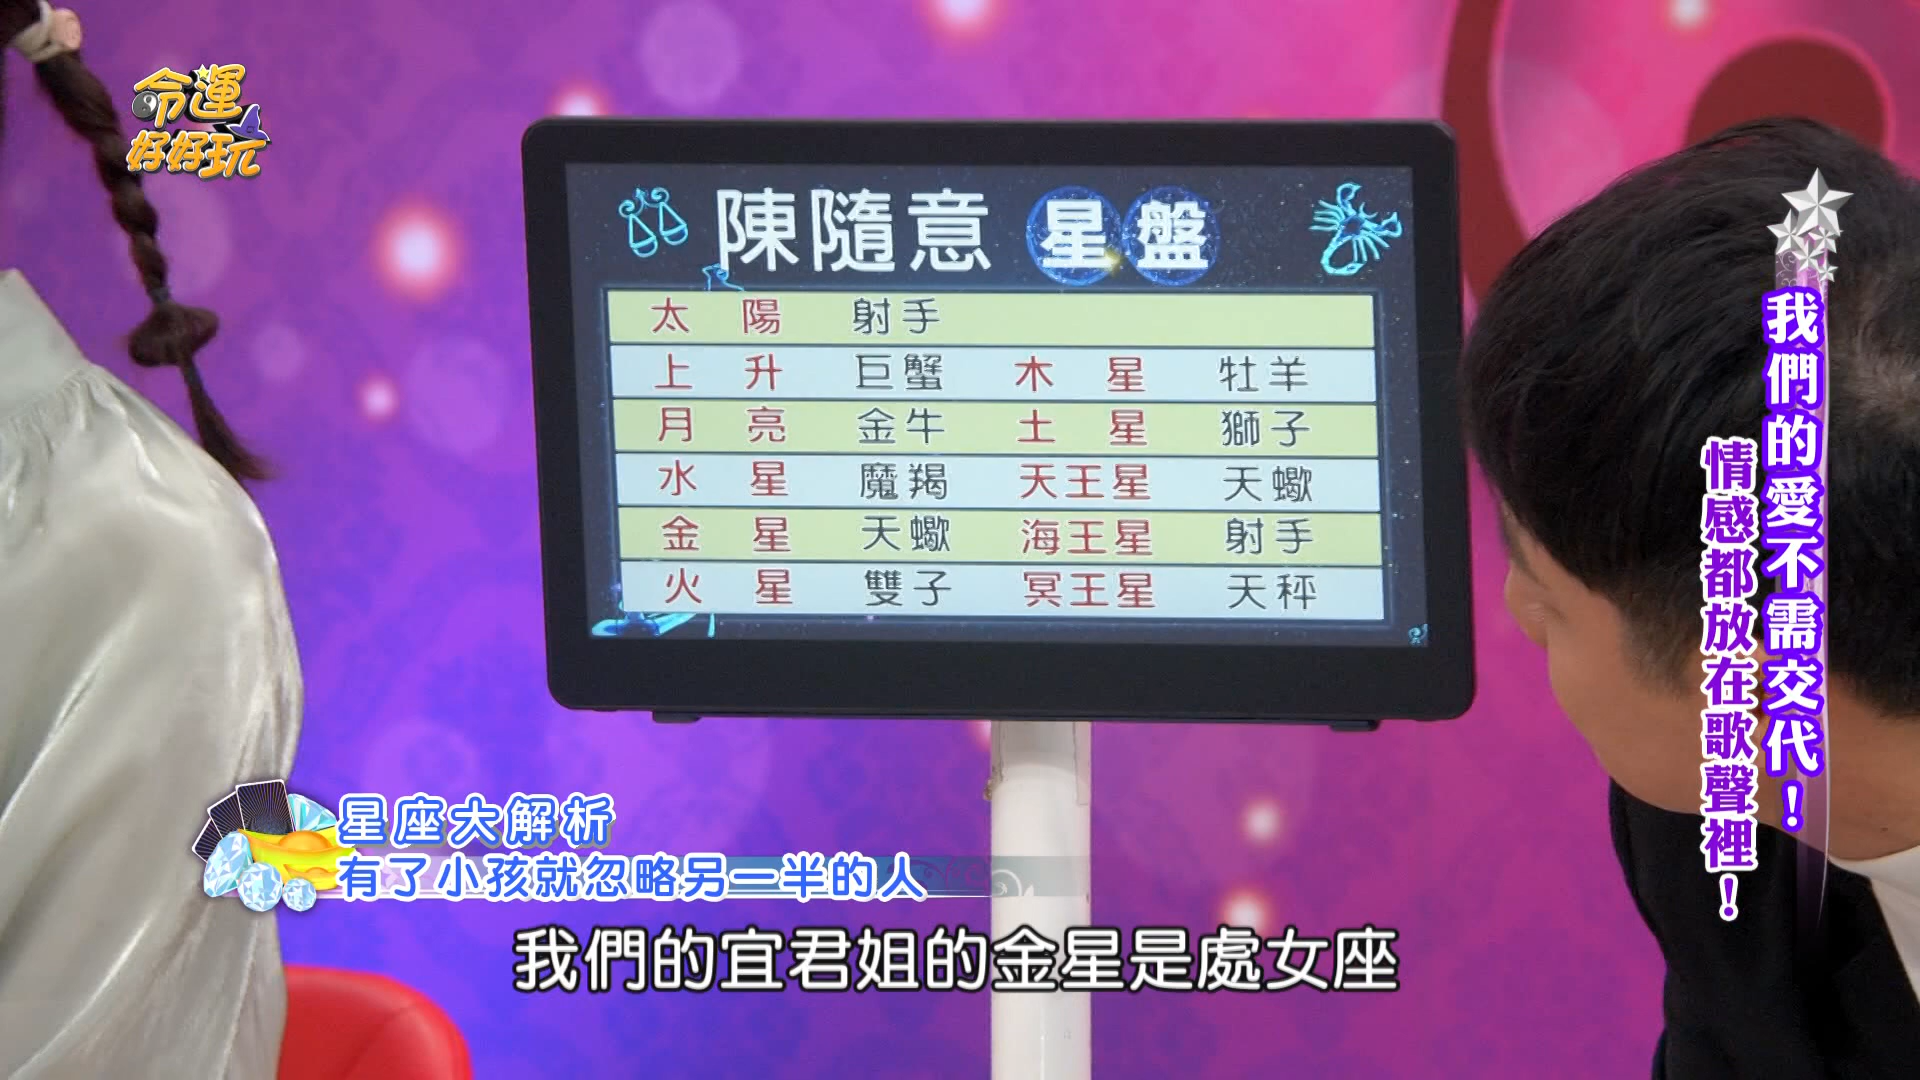 命運
好好玩
陳隨意 星盤
太陽 射手
上升 巨蟹 木星 牡羊
月亮 金牛 土星 獅子
水星 魔羯 天王星 天蠍
金星 天蠍 海王星 射手
火星 雙子 冥王星 天秤
我們的愛不需交代！
情感都放在歌聲裡！
星座大解析
有了小孩就忽略另一半的人
我們的宜君姐的金星是處女座